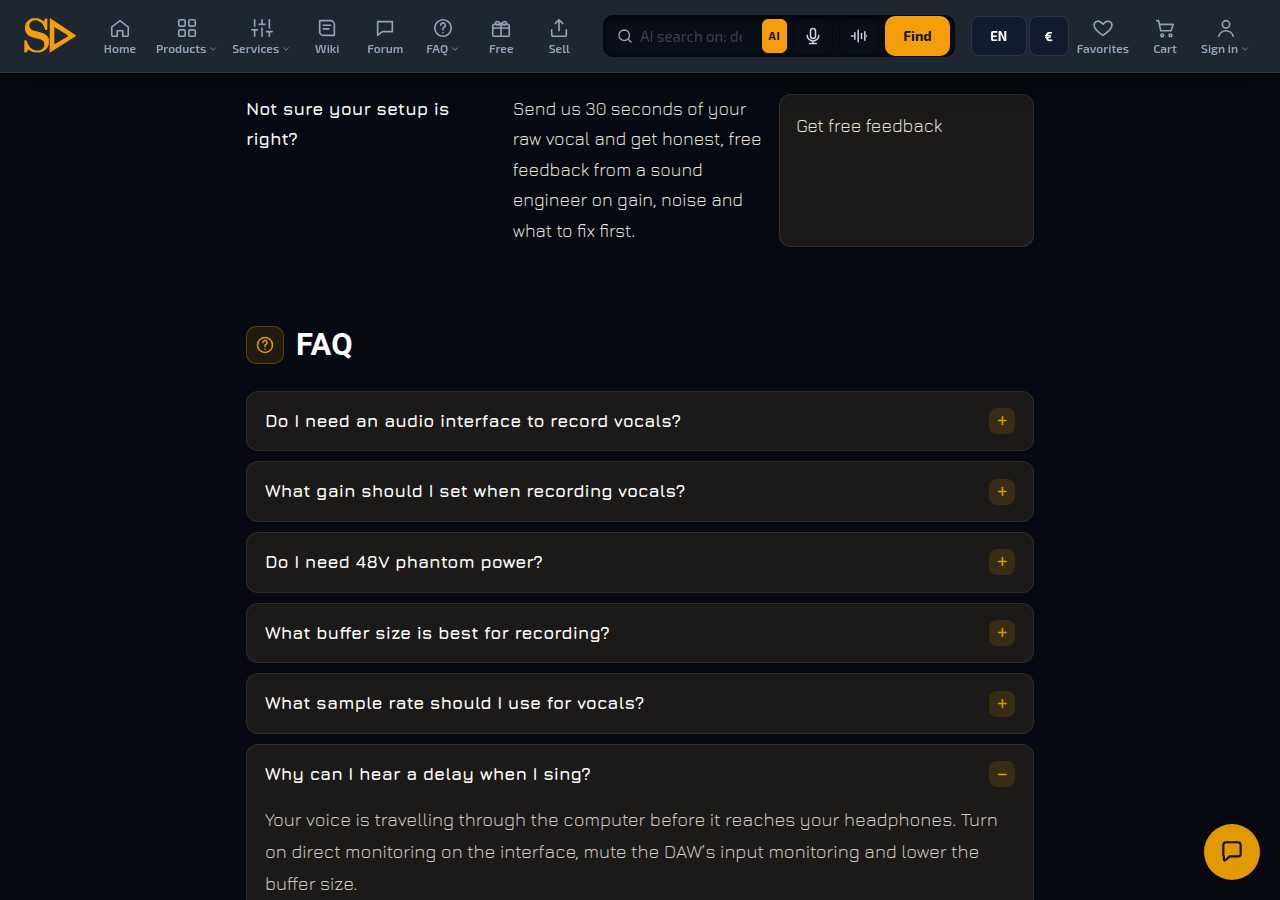 SD
Home
Products
Services
Wiki
Forum
FAQ
Free
Sell
AI search on:
AI
Find
EN
€
Favorites
Cart
Sign in
Not sure your setup is
right?
Send us 30 seconds of your
raw vocal and get honest, free
feedback from a sound
engineer on gain, noise and
what to fix first.
Get free feedback
FAQ
Do I need an audio interface to record vocals?
What gain should I set when recording vocals?
Do I need 48V phantom power?
What buffer size is best for recording?
What sample rate should I use for vocals?
Why can I hear a delay when I sing?
Your voice is travelling through the computer before it reaches your headphones. Turn
on direct monitoring on the interface, mute the DAW's input monitoring and lower the
buffer size.